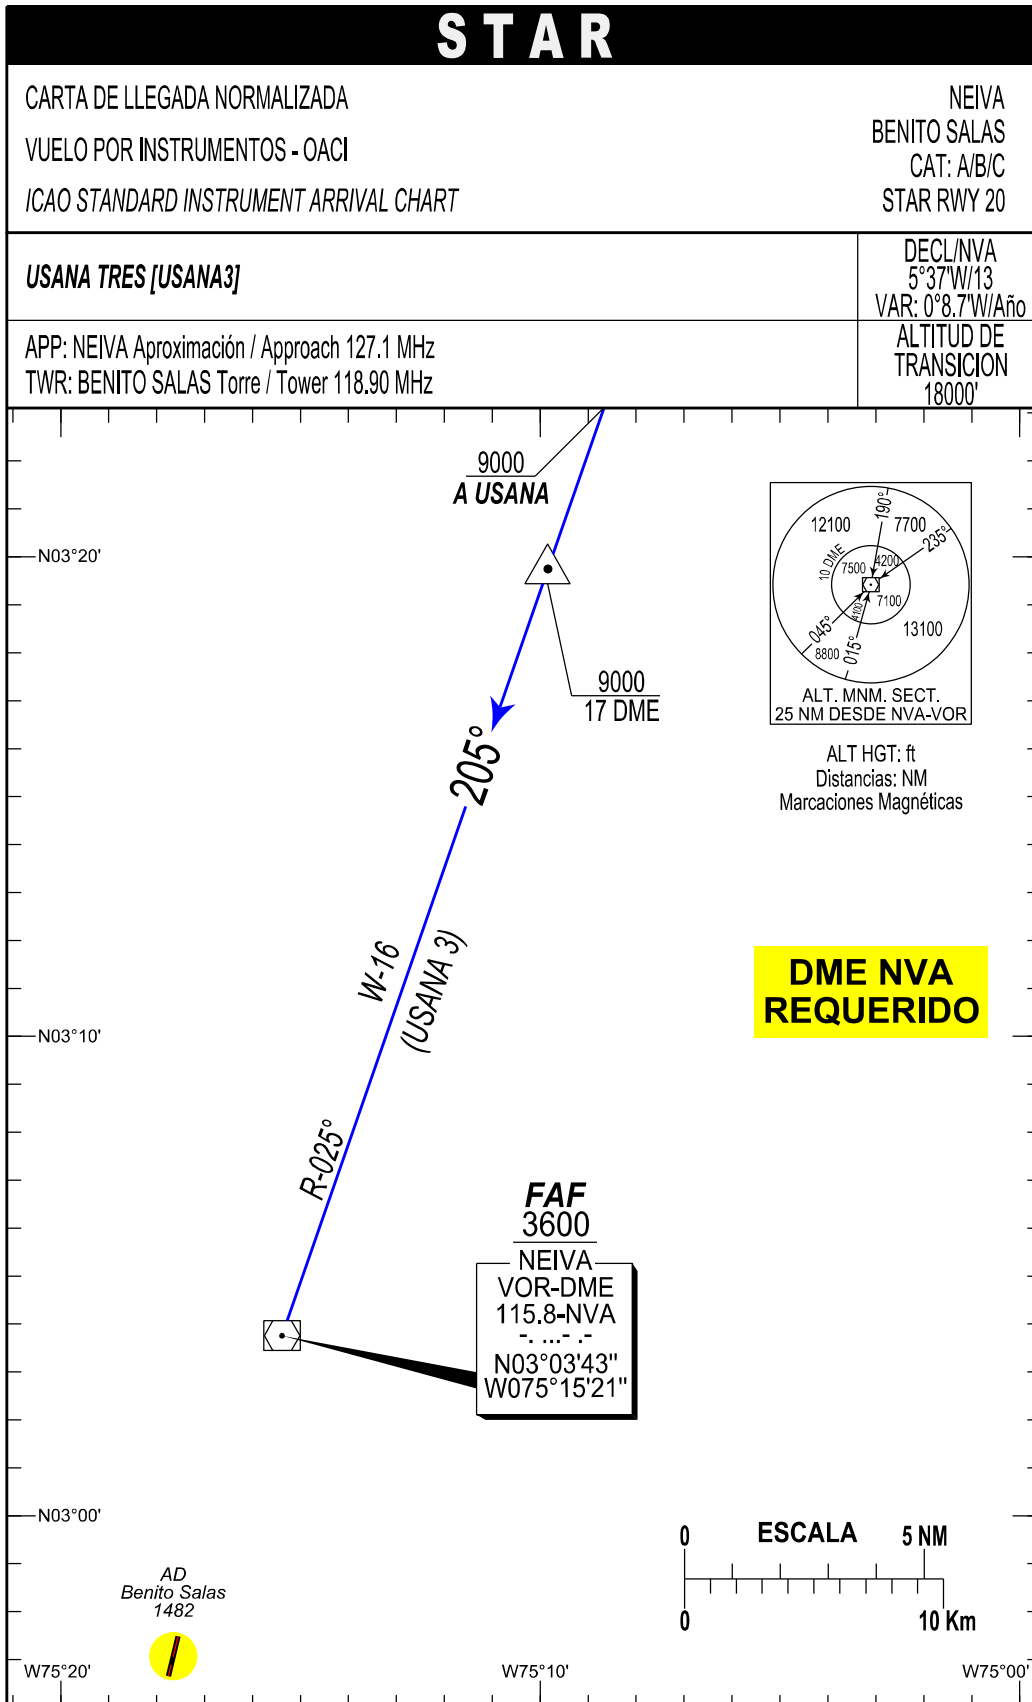 STAR
CARTA DE LLEGADA NORMALIZADA
VUELO POR INSTRUMENTOS - OACI
ICAO STANDARD INSTRUMENT ARRIVAL CHART
NEIVA
BENITO SALAS
CAT: A/B/C
STAR RWY 20
USANA TRES [USANA3]
DECL/NVA
5°37'W/13
VAR: 0°8.7'W/Año
APP: NEIVA Aproximación / Approach 127.1 MHz
TWR: BENITO SALAS Torre / Tower 118.90 MHz
ALTITUD DE
TRANSICION
18000'
9000
A USANA
N03°20'
9000
17 DME
12100
190°
7700
235°
10 DME
7500
4200
7100
4100
045°
015°
8800
13100
ALT. MNM. SECT.
25 NM DESDE NVA-VOR
ALT HGT: ft
Distancias: NM
Marcaciones Magnéticas
205°
W-16
(USANA 3)
DME NVA
REQUERIDO
N03°10'
R-025°
FAF
3600
NEIVA
VOR-DME
115.8-NVA
-. ...- .-
N03°03'43"
W075°15'21"
N03°00'
0 ESCALA 5 NM
0 10 Km
AD
Benito Salas
1482
W75°20'
W75°10'
W75°00'